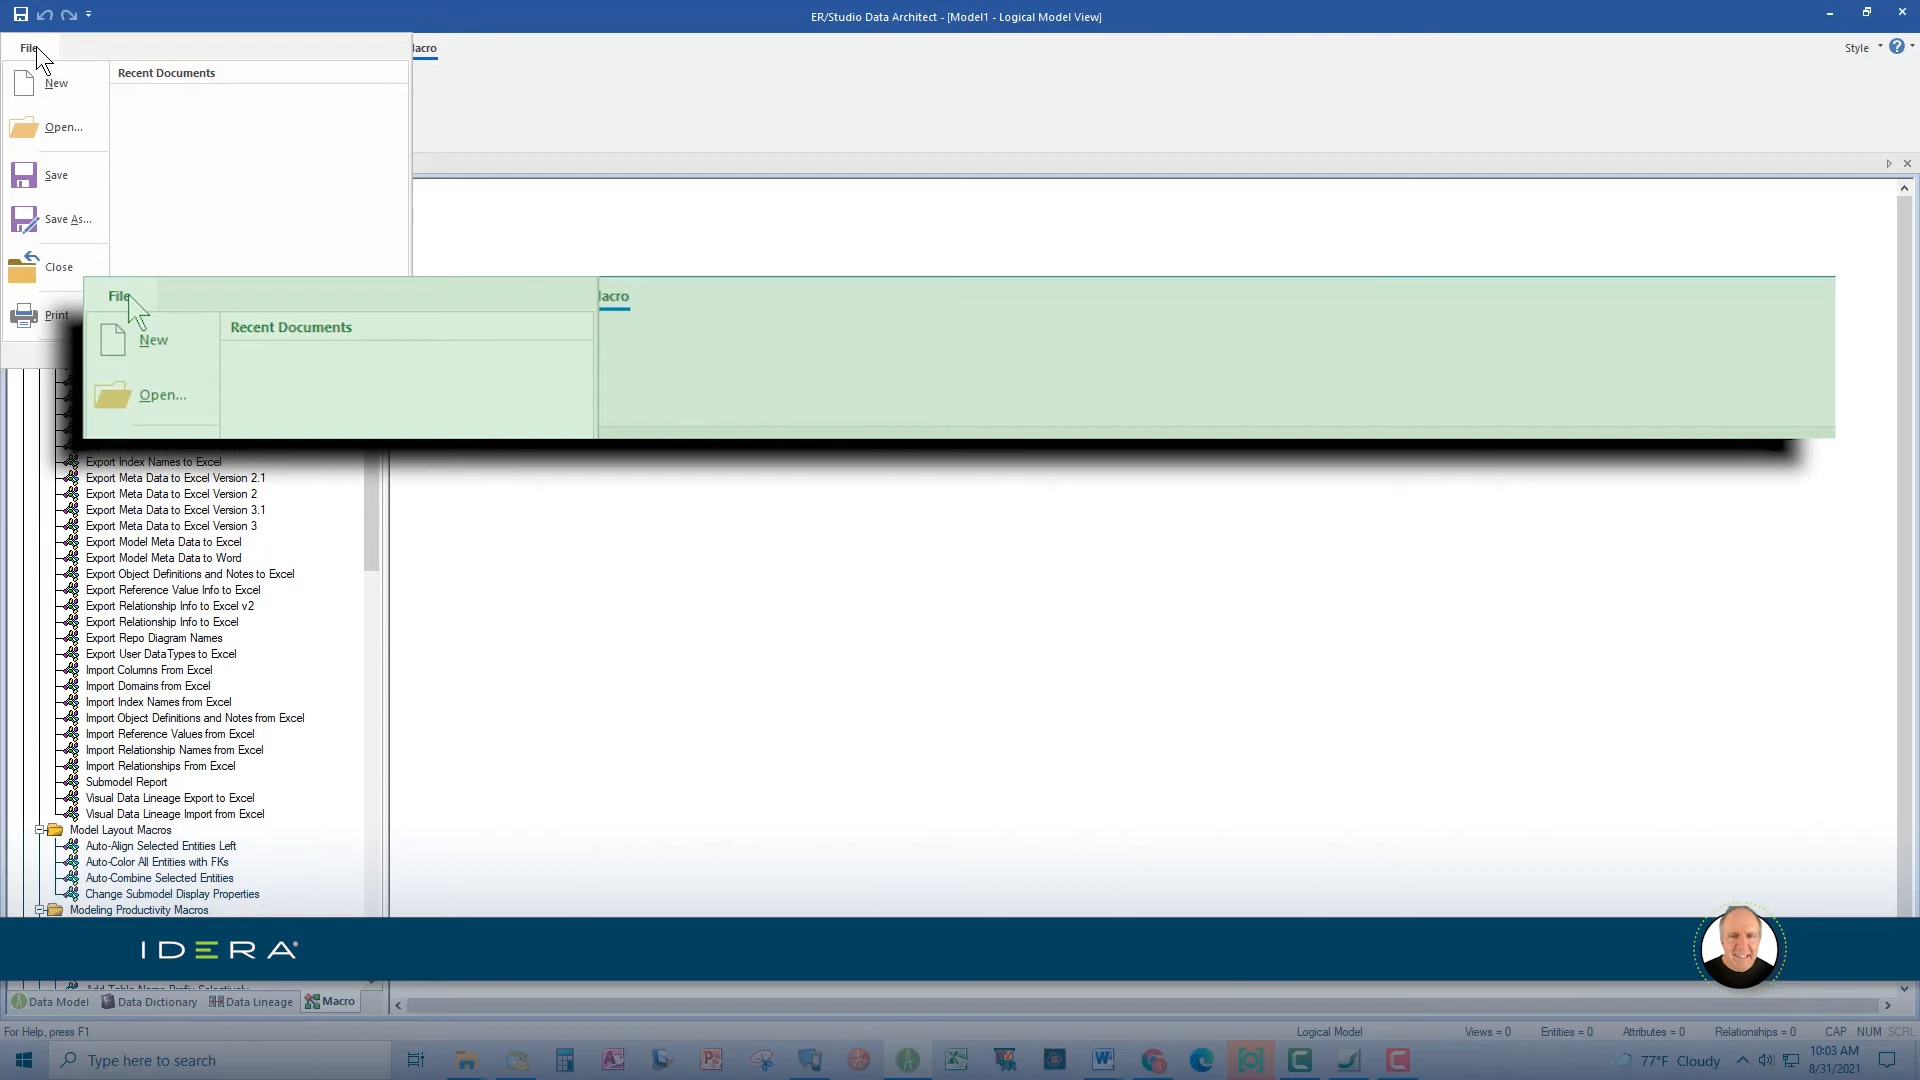 ER/Studio Data Architect - [Model1 - Logical Model View]
File
lacro
Style
New
Recent Documents
Open...
Save
Save As...
Close
Print
File
lacro
New
Recent Documents
Open...
Export Index Names to Excel
Export Meta Data to Excel Version 2.1
Export Meta Data to Excel Version 2
Export Meta Data to Excel Version 3.1
Export Meta Data to Excel Version 3
Export Model Meta Data to Excel
Export Model Meta Data to Word
Export Object Definitions and Notes to Excel
Export Reference Value Info to Excel
Export Relationship Info to Excel v2
Export Relationship Info to Excel
Export Repo Diagram Names
Export User DataTypes to Excel
Import Columns From Excel
Import Domains from Excel
Import Index Names from Excel
Import Object Definitions and Notes from Excel
Import Reference Values from Excel
Import Relationship Names from Excel
Import Relationships From Excel
Submodel Report
Visual Data Lineage Export to Excel
Visual Data Lineage Import from Excel
Model Layout Macros
Auto-Align Selected Entities Left
Auto-Color All Entities with FKs
Auto-Combine Selected Entities
Change Submodel Display Properties
Modeling Productivity Macros
IDERA
Add Table Name Prefix Selectively
Data Model Data Dictionary Data Lineage Macro
For Help, press F1 Logical Model Views = 0 Entities = 0 Attributes = 0 Relationships = 0 CAP NUM SCRL
Type here to search 77°F Cloudy 10:03 AM
8/31/2021